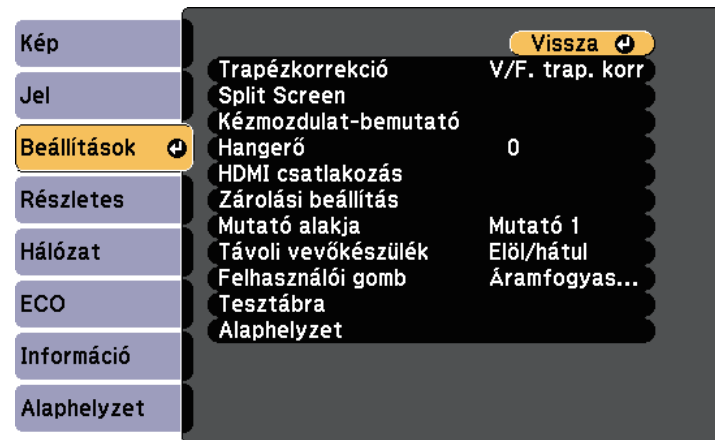 Kép
Jel
Beállítások
Részletes
Hálózat
ECO
Információ
Alaphelyzet
Vissza
Trapézkorrekció V/F. trap. korr
Split Screen
Kézmozdulat-bemutató
Hangerő 0
HDMI csatlakozás
Zárolási beállítás
Mutató alakja Mutató 1
Távoli vevőkészülék Elöl/hátul
Felhasználói gomb Áramfogyas...
Tesztábra
Alaphelyzet